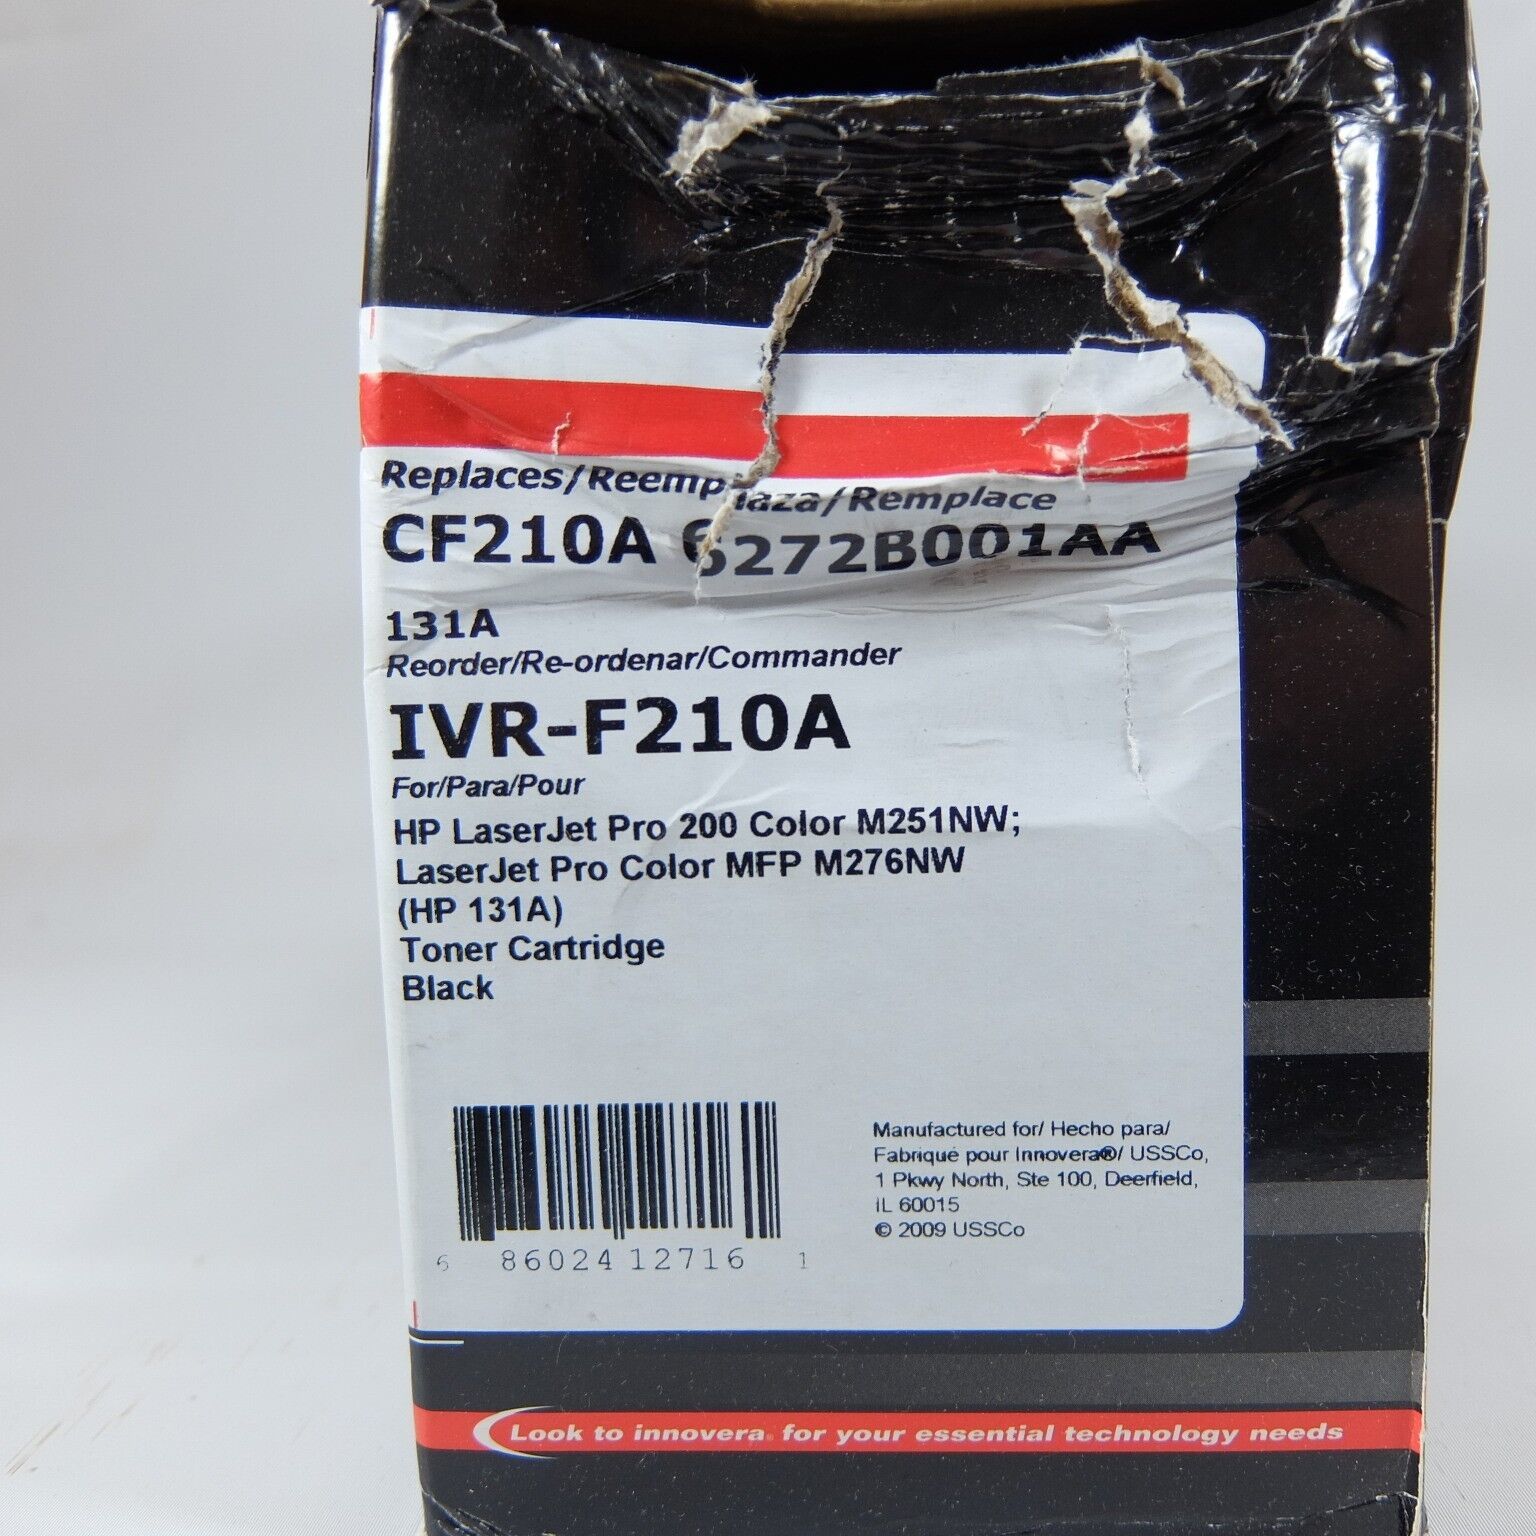 Replaces/Reemplaza/Remplace
CF210A 6272B001AA
131A
Reorder/Re-ordenar/Commander
IVR-F210A
For/Para/Pour
HP LaserJet Pro 200 Color M251NW;
LaserJet Pro Color MFP M276NW
(HP 131A)
Toner Cartridge
Black
6 86024 12716 1
Manufactured for/ Hecho para/
Fabriqué pour Innovera®/ USSCo,
1 Pkwy North, Ste 100, Deerfield,
IL 60015
© 2009 USSCo
Look to innovera® for your essential technology needs